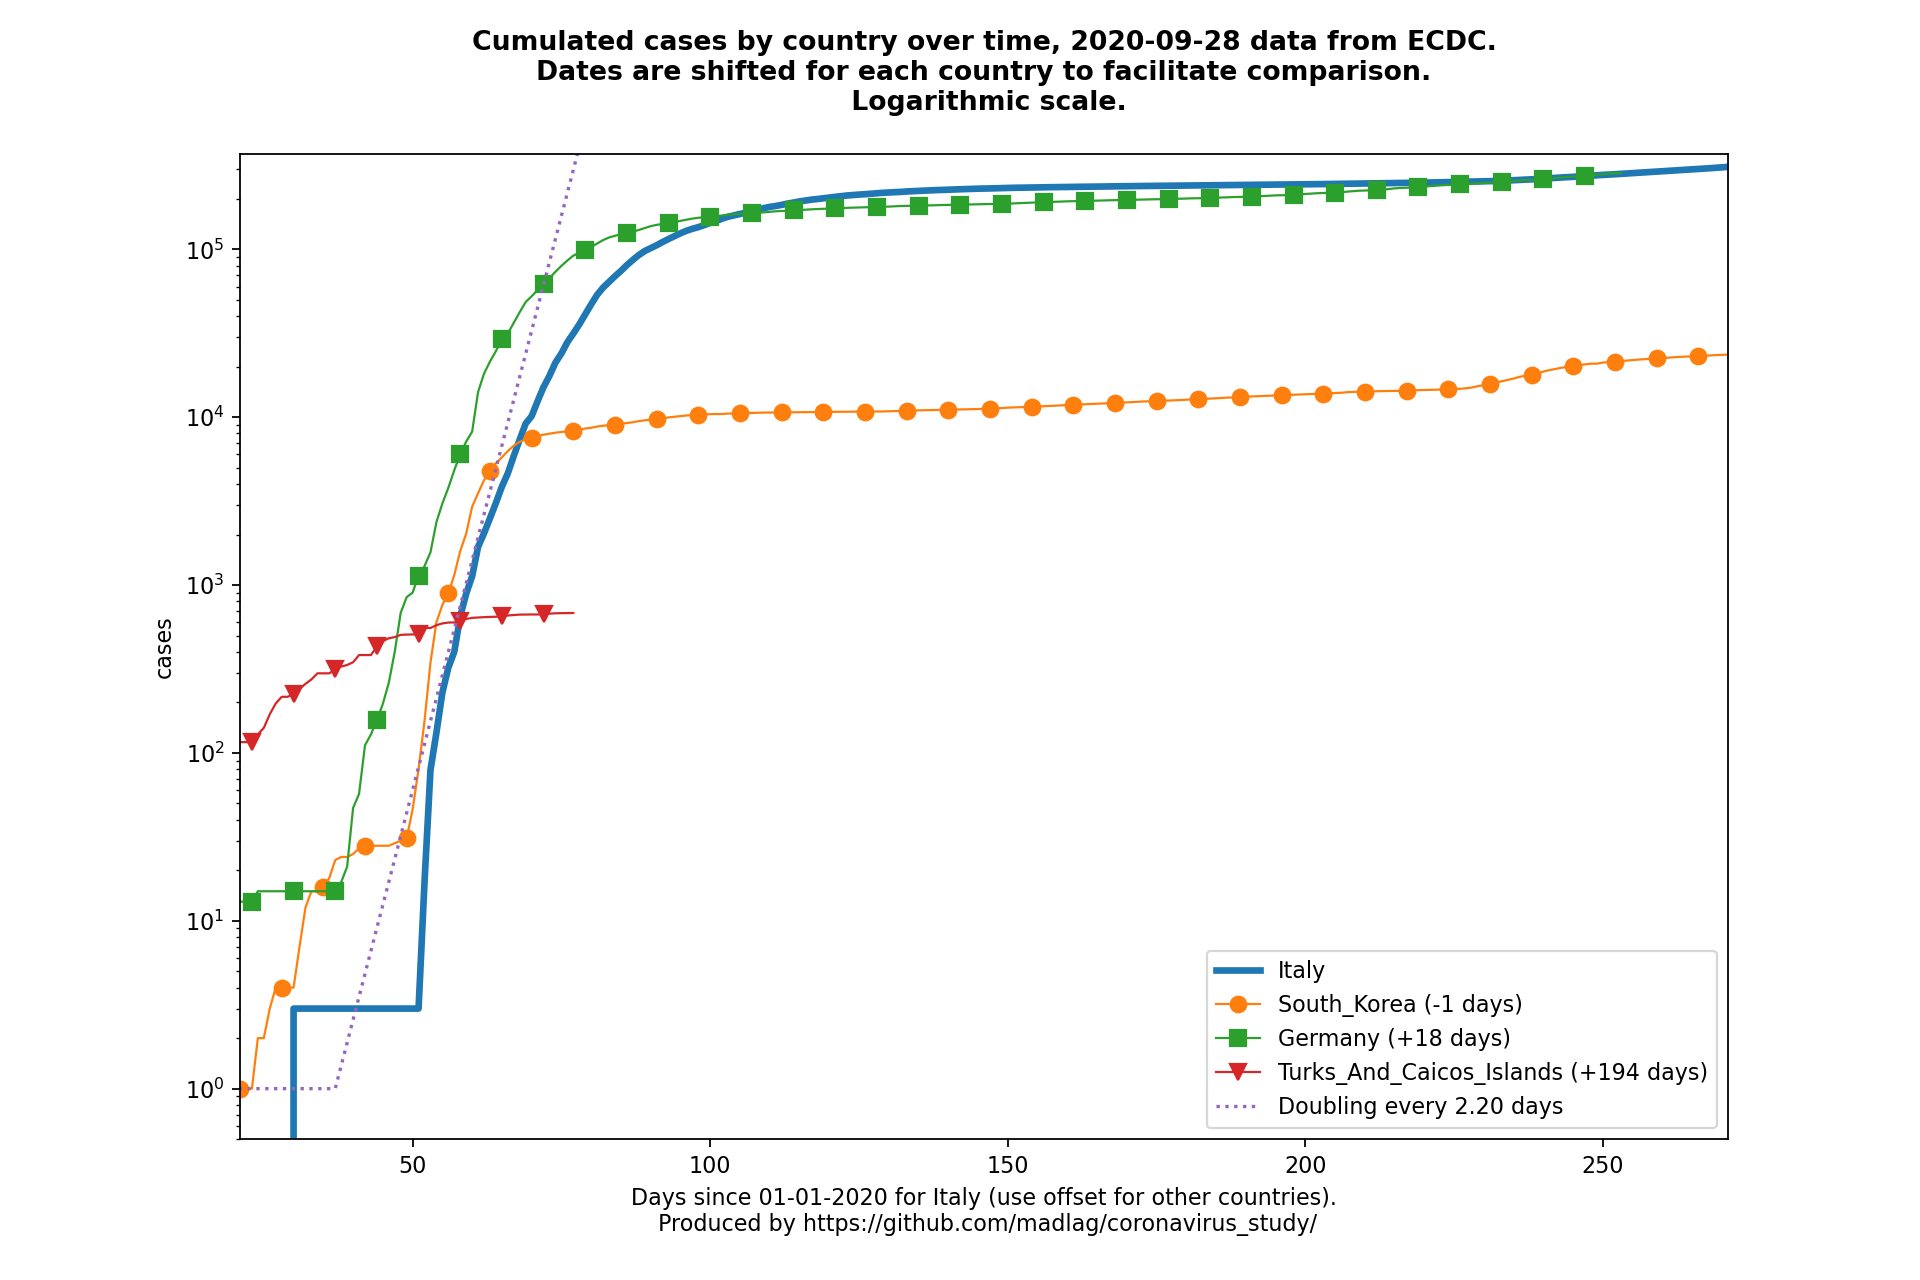 Cumulated cases by country over time, 2020-09-28 data from ECDC.
Dates are shifted for each country to facilitate comparison.
Logarithmic scale.
10^5
10^4
10^3
10^2
10^1
10^0
cases
50
100
150
200
250
Italy
South_Korea (-1 days)
Germany (+18 days)
Turks_And_Caicos_Islands (+194 days)
Doubling every 2.20 days
Days since 01-01-2020 for Italy (use offset for other countries).
Produced by https://github.com/madlag/coronavirus_study/